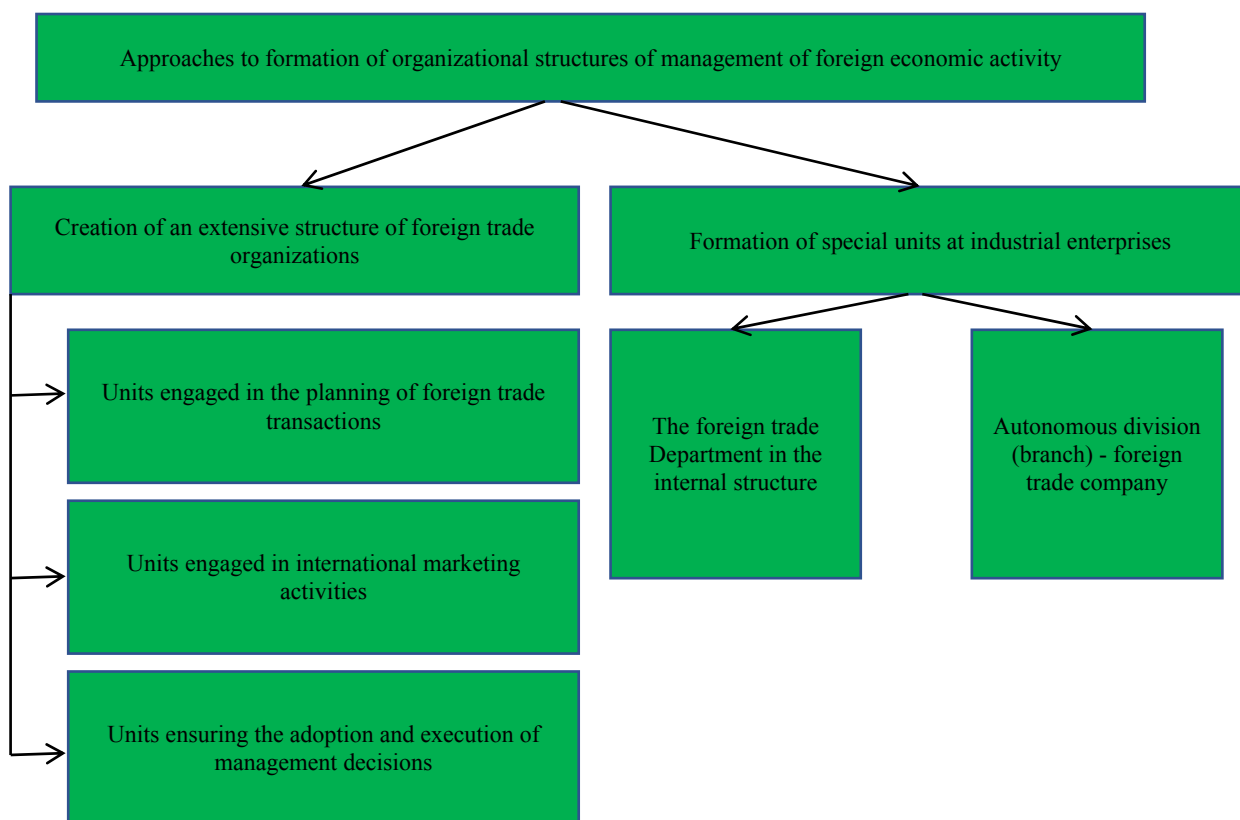 Approaches to formation of organizational structures of management of foreign economic activity
Creation of an extensive structure of foreign trade
organizations
Formation of special units at industrial enterprises
Units engaged in the planning of foreign trade
transactions
The foreign trade
Department in the
internal structure
Autonomous division
(branch) - foreign
trade company
Units engaged in international marketing
activities
Units ensuring the adoption and execution of
management decisions